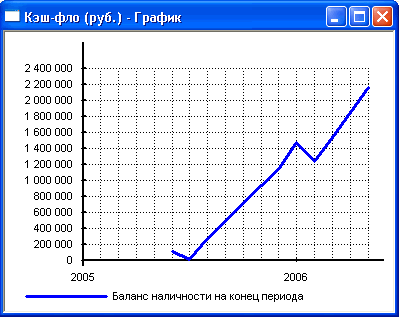 Кэш-фло (руб.) - График
2 400 000
2 200 000
2 000 000
1 800 000
1 600 000
1 400 000
1 200 000
1 000 000
800 000
600 000
400 000
200 000
0
2005 2006
Баланс наличности на конец периода